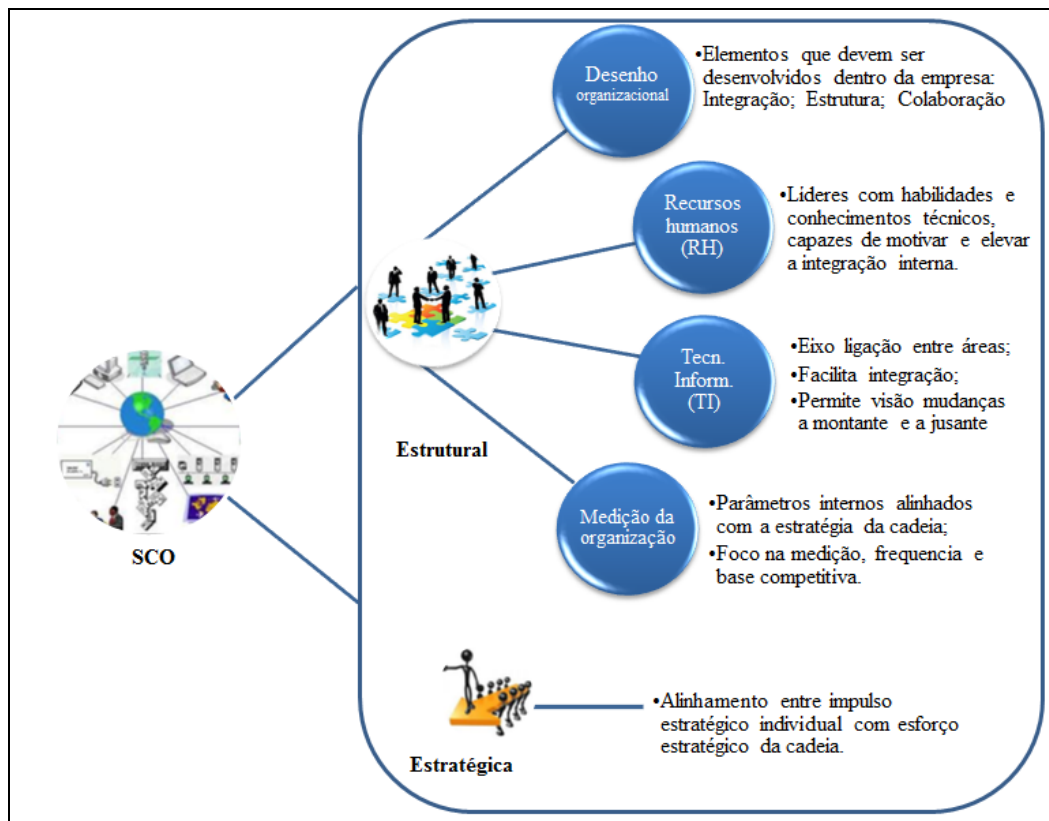 Desenho
organizacional
•Elementos que devem ser
desenvolvidos dentro da empresa:
Integração; Estrutura; Colaboração
Recursos
humanos
(RH)
•Líderes com habilidades e
conhecimentos técnicos,
capazes de motivar e elevar
a integração interna.
Tecn.
Inform.
(TI)
•Eixo ligação entre áreas;
•Facilita integração;
•Permite visão mudanças
a montante e a jusante
Estrutural
Medição da
organização
•Parâmetros internos alinhados
com a estratégia da cadeia;
•Foco na medição, frequencia e
base competitiva.
SCO
•Alinhamento entre impulso
estratégico individual com esforço
estratégico da cadeia.
Estratégica